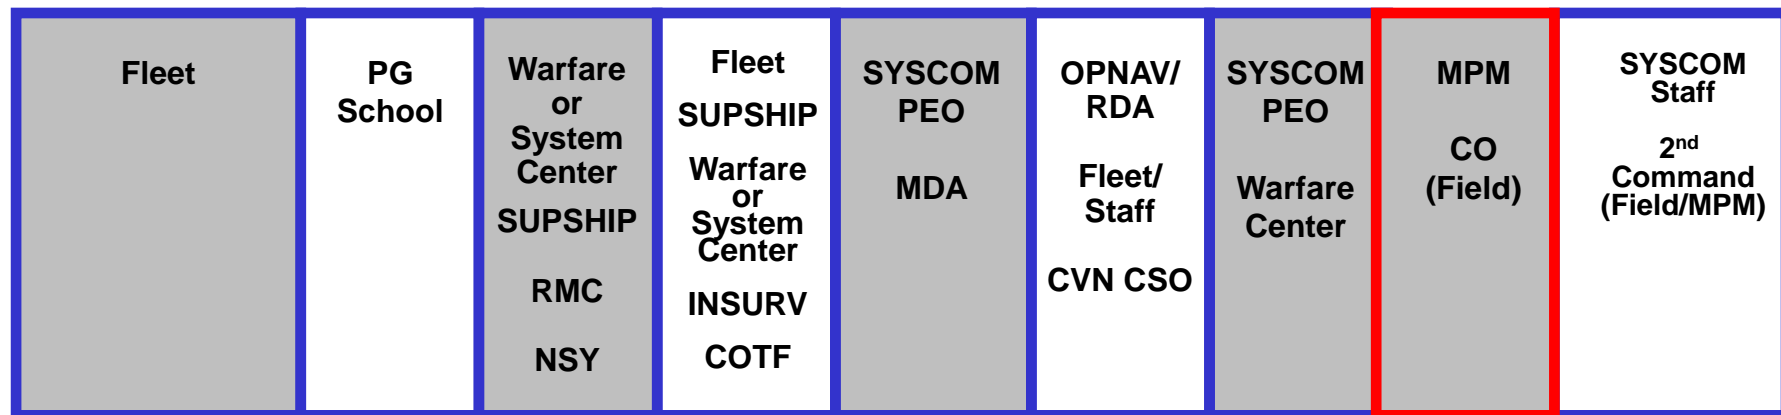 Fleet
PG
School
Warfare
or
System
Center
SUPSHIP
RMC
NSY
Fleet
SUPSHIP
Warfare
or
System
Center
INSURV
COTF
SYSCOM
PEO
MDA
OPNAV/
RDA
Fleet/
Staff
CVN CSO
SYSCOM
PEO
Warfare
Center
MPM
CO
(Field)
SYSCOM
Staff
2nd
Command
(Field/MPM)